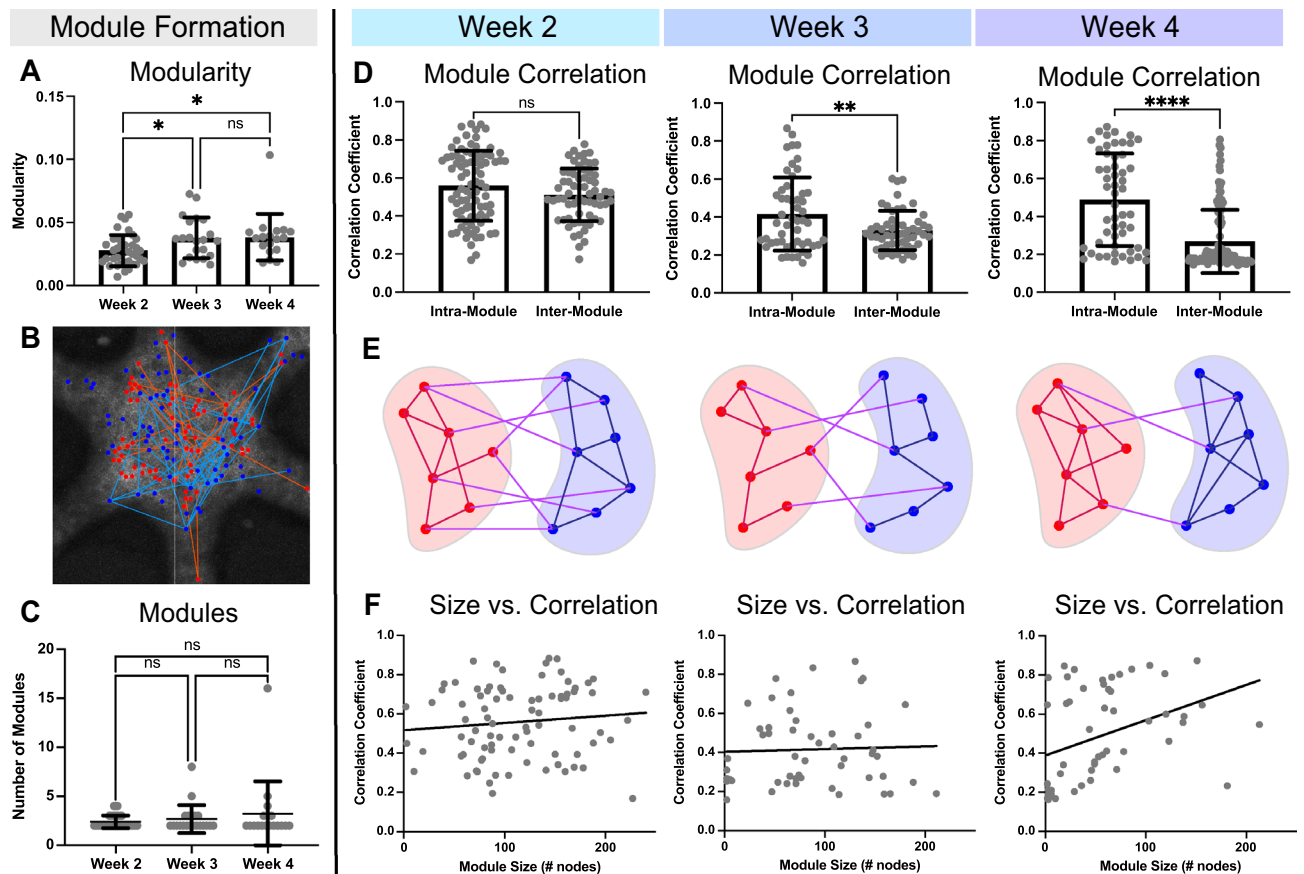 Module Formation
Week 2
Week 3
Week 4
A
Modularity
0.15
0.10
0.05
0.00
Modularity
*
*
ns
Week 2
Week 3
Week 4
B
C
Modules
20
15
10
5
0
Number of Modules
ns
ns
ns
Week 2
Week 3
Week 4
D
Module Correlation
1.0
0.8
0.6
0.4
0.2
0.0
Correlation Coefficient
ns
Intra-Module
Inter-Module
Module Correlation
1.0
0.8
0.6
0.4
0.2
0.0
Correlation Coefficient
**
Intra-Module
Inter-Module
Module Correlation
1.0
0.8
0.6
0.4
0.2
0.0
Correlation Coefficient
****
Intra-Module
Inter-Module
E
F
Size vs. Correlation
1.0
0.8
0.6
0.4
0.2
0.0
Correlation Coefficient
0
100
200
Module Size (# nodes)
Size vs. Correlation
1.0
0.8
0.6
0.4
0.2
0.0
Correlation Coefficient
0
100
200
Module Size (# nodes)
Size vs. Correlation
1.0
0.8
0.6
0.4
0.2
0.0
Correlation Coefficient
0
100
200
Module Size (# nodes)